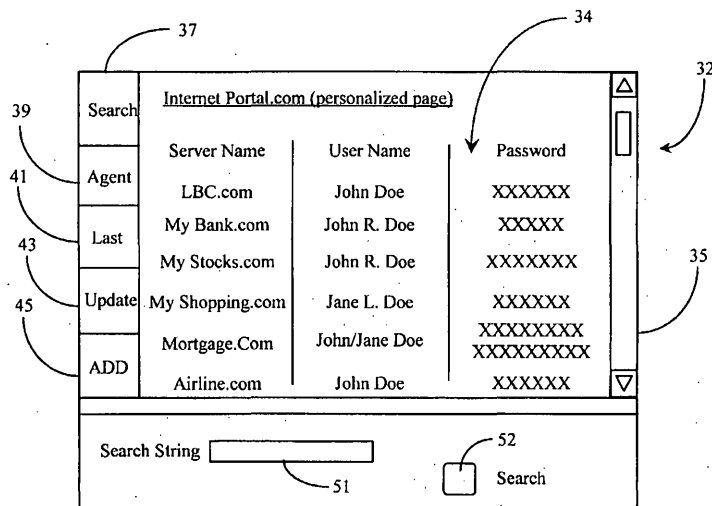 37
34
32
Search
Internet Portal.com (personalized page)
39
Server Name User Name Password
Agent
LBC.com John Doe XXXXXX
41
My Bank.com John R. Doe XXXXX
Last
43
My Stocks.com John R. Doe XXXXXXX
35
Update
My Shopping.com Jane L. Doe XXXXXX
45
Mortgage.Com John/Jane Doe XXXXXXXX
XXXXXXXXX
ADD
Airline.com John Doe XXXXXX
Search String
51
52
Search